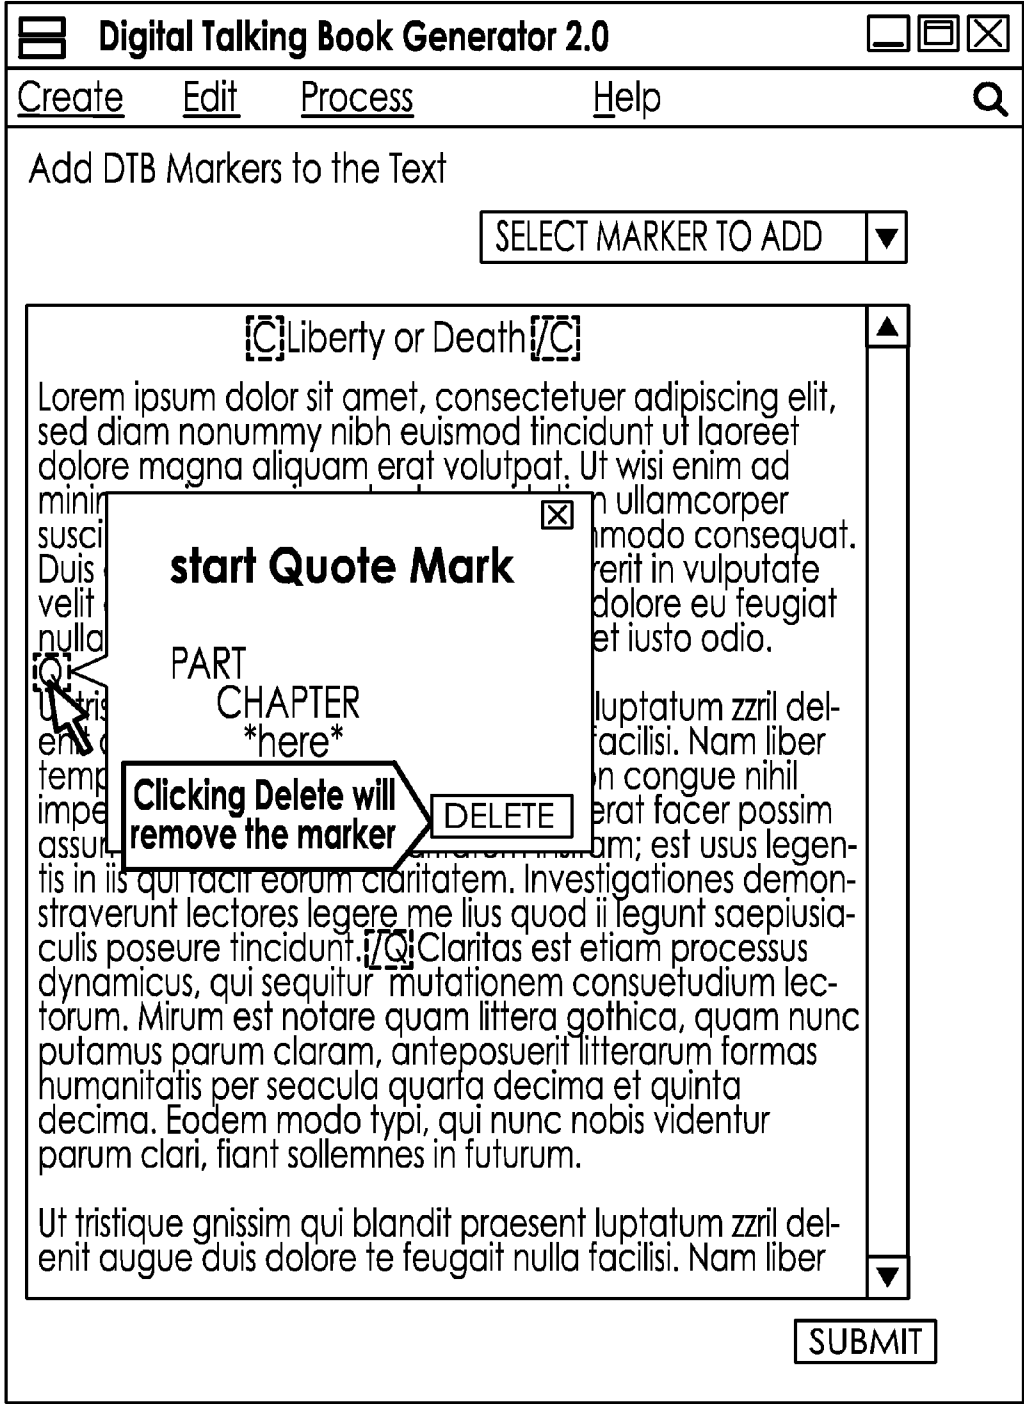 Digital Talking Book Generator 2.0
Create Edit Process Help
Add DTB Markers to the Text
SELECT MARKER TO ADD
C Liberty or Death /C
Lorem ipsum dolor sit amet, consectetuer adipiscing elit,
sed diam nonummy nibh euismod tincidunt ut laoreet
dolore magna aliquam erat volutpat. Ut wisi enim ad
ullamcorper
consequat.
Duis in vulputate
velit dolore eu feugiat
nulla et iusto odio.
Q
start Quote Mark
PART
CHAPTER
*here*
Clicking Delete will
remove the marker
DELETE
luptatum zzril del-
facilisi. Nam liber
congue nihil
facer possim
est usus legen-
tis in iis qui facit eorum claritatem. Investigationes demon-
straverunt lectores legere me lius quod ii legunt saepiusia-
culis poseure tincidunt. /Q Claritas est etiam processus
dynamicus, qui sequitur mutationem consuetudium lec-
torum. Mirum est notare quam littera gothica, quam nunc
putamus parum claram, anteposuerit litterarum formas
humanitatis per seacula quarta decima et quinta
decima. Eodem modo typi, qui nunc nobis videntur
parum clari, fiant sollemnes in futurum.
Ut tristique gnissim qui blandit praesent luptatum zzril del-
enit augue duis dolore te feugait nulla facilisi. Nam liber
SUBMIT